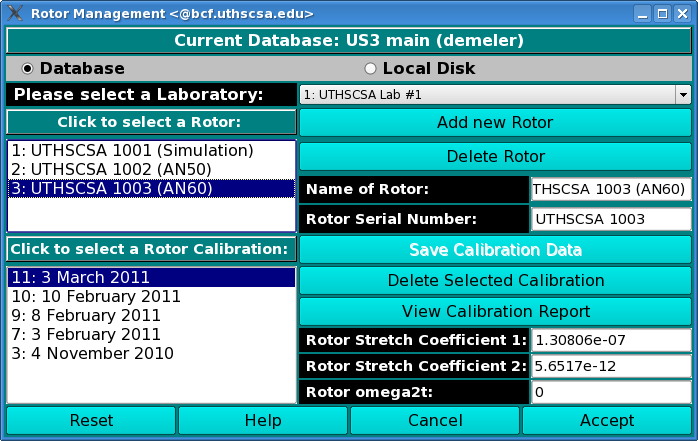 Rotor Management <@bcf.uthscsa.edu>
Current Database: US3 main (demeler)
Database
Local Disk
Please select a Laboratory:
1: UTHSCSA Lab #1
Click to select a Rotor:
Add new Rotor
1: UTHSCSA 1001 (Simulation)
2: UTHSCSA 1002 (AN50)
3: UTHSCSA 1003 (AN60)
Delete Rotor
Name of Rotor:
THSCSA 1003 (AN60)
Rotor Serial Number:
UTHSCSA 1003
Click to select a Rotor Calibration:
Save Calibration Data
11: 3 March 2011
10: 10 February 2011
9: 8 February 2011
7: 3 February 2011
3: 4 November 2010
Delete Selected Calibration
View Calibration Report
Rotor Stretch Coefficient 1:
1.30806e-07
Rotor Stretch Coefficient 2:
5.6517e-12
Rotor omega2t:
0
Reset
Help
Cancel
Accept